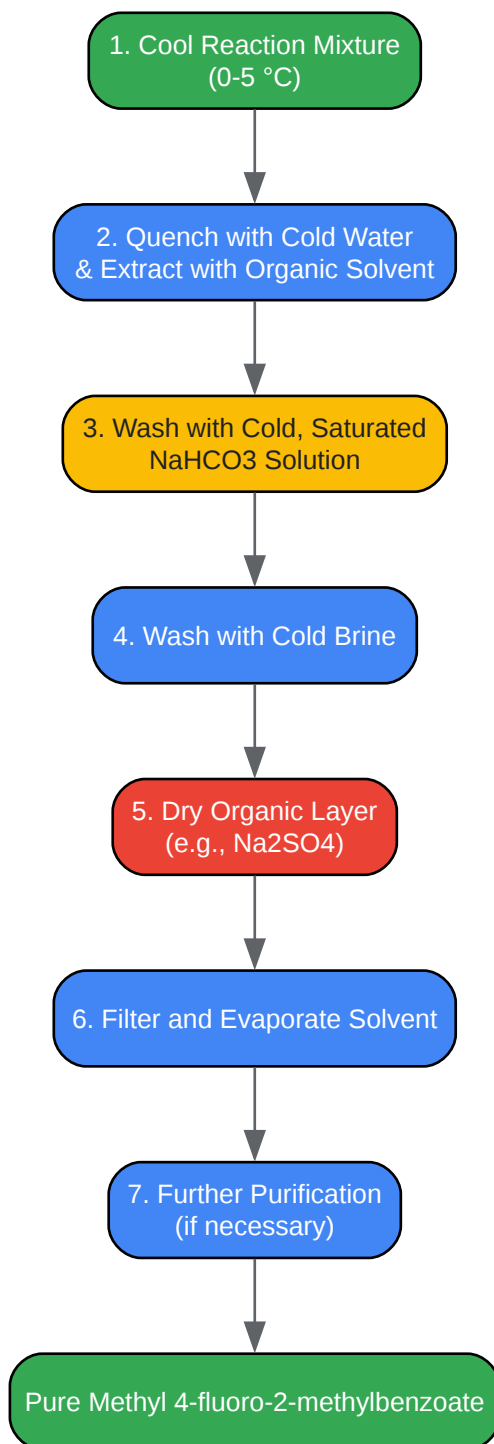 1. Cool Reaction Mixture
(0-5 °C)
2. Quench with Cold Water
& Extract with Organic Solvent
3. Wash with Cold, Saturated
NaHCO3 Solution
4. Wash with Cold Brine
5. Dry Organic Layer
(e.g., Na2SO4)
6. Filter and Evaporate Solvent
7. Further Purification
(if necessary)
Pure Methyl 4-fluoro-2-methylbenzoate